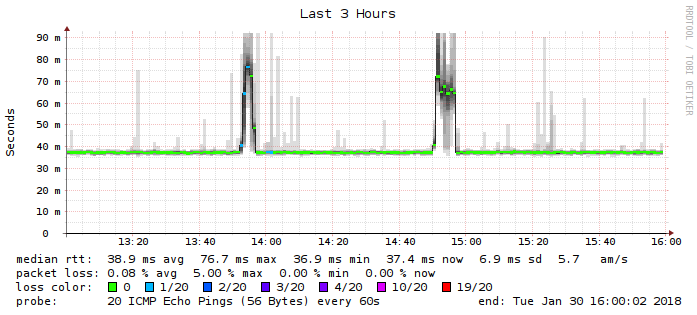 Last 3 Hours
RRDTOOL / TOBI OETIKER
Seconds
90 m
80 m
70 m
60 m
50 m
40 m
30 m
20 m
10 m
0
13:20 13:40 14:00 14:20 14:40 15:00 15:20 15:40 16:00
median rtt: 38.9 ms avg 76.7 ms max 36.9 ms min 37.4 ms now 6.9 ms sd 5.7 am/s
packet loss: 0.08 % avg 5.00 % max 0.00 % min 0.00 % now
loss color: 0 1/20 2/20 3/20 4/20 10/20 19/20
probe: 20 ICMP Echo Pings (56 Bytes) every 60s end: Tue Jan 30 16:00:02 2018